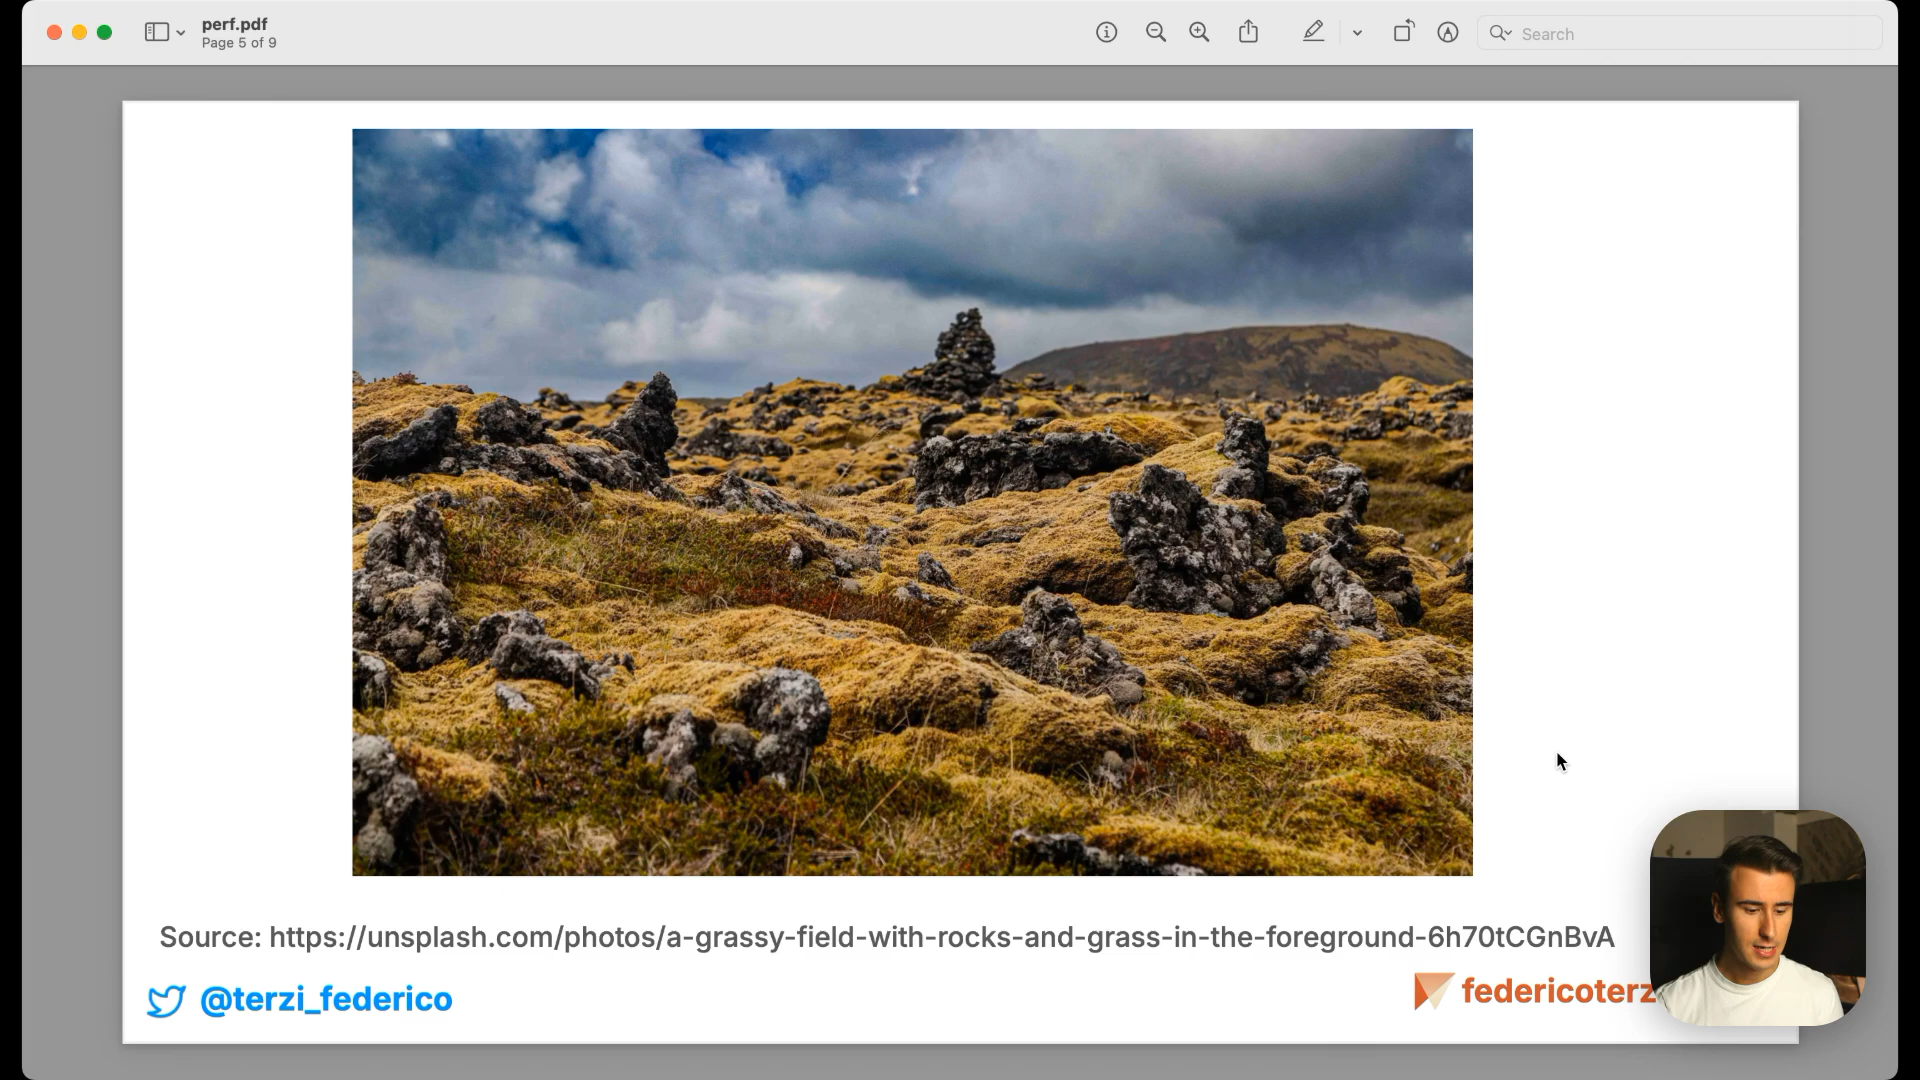 perf.pdf
Page 5 of 9
Search
Source: https://unsplash.com/photos/a-grassy-field-with-rocks-and-grass-in-the-foreground-6h70tCGnBvA
@terzi_federico
federicoterz